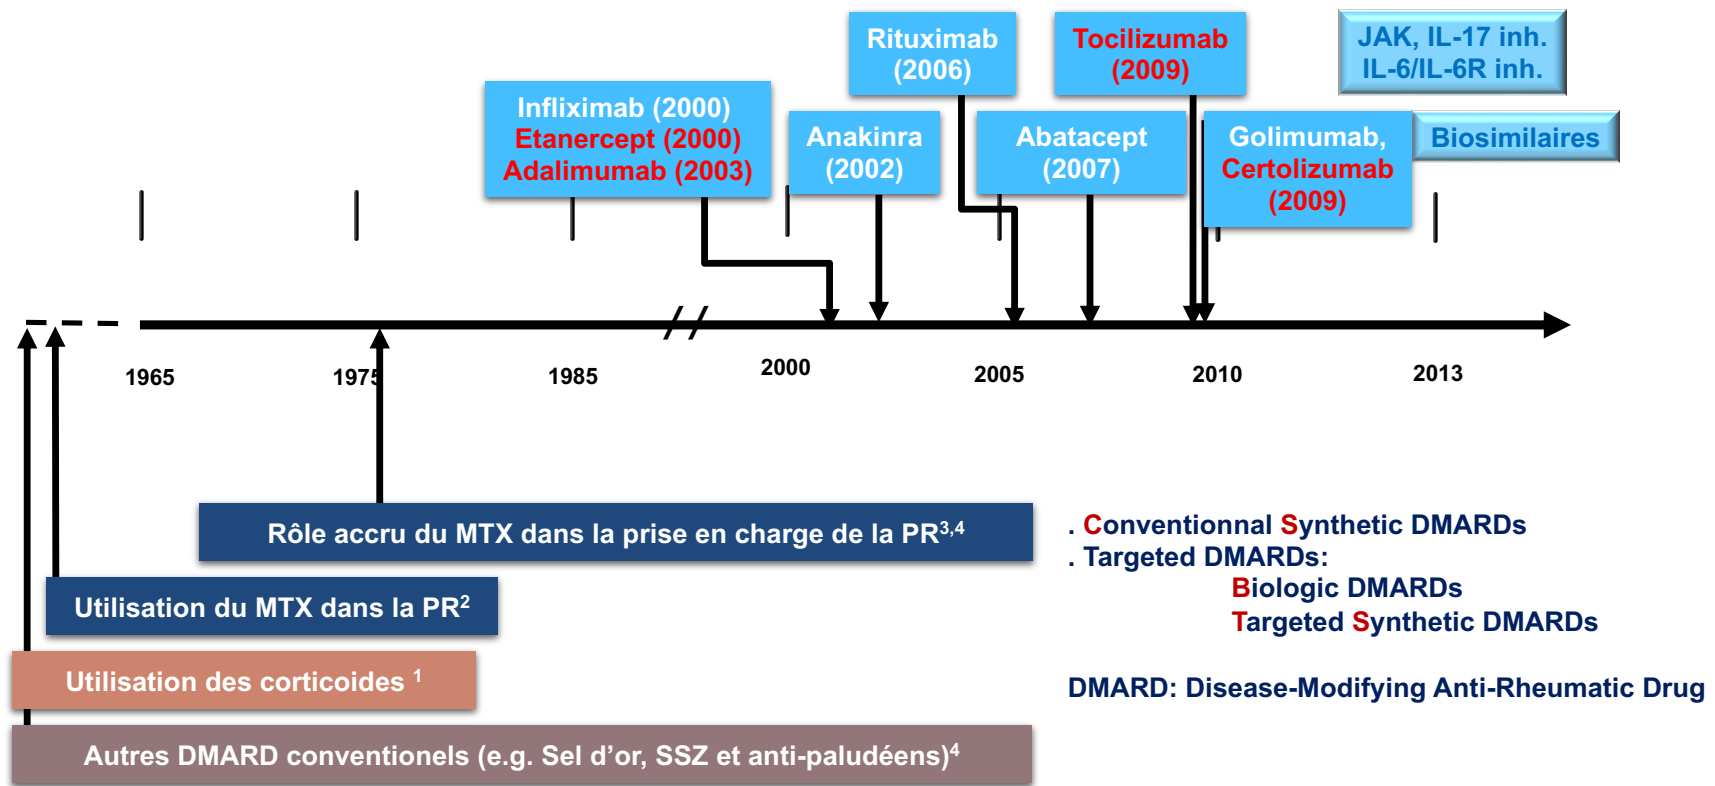 Rituximab
(2006)
Tocilizumab
(2009)
JAK, IL-17 inh.
IL-6/IL-6R inh.
Infliximab (2000)
Etanercept (2000)
Adalimumab (2003)
Anakinra
(2002)
Abatacept
(2007)
Golimumab,
Certolizumab
(2009)
Biosimilaires
1965
1975
1985
2000
2005
2010
2013
Rôle accru du MTX dans la prise en charge de la PR3,4
Utilisation du MTX dans la PR2
Utilisation des corticoides 1
Autres DMARD conventionels (e.g. Sel d'or, SSZ et anti-paludéens)4
. Conventionnal Synthetic DMARDs
. Targeted DMARDs:
Biologic DMARDs
Targeted Synthetic DMARDs
DMARD: Disease-Modifying Anti-Rheumatic Drug